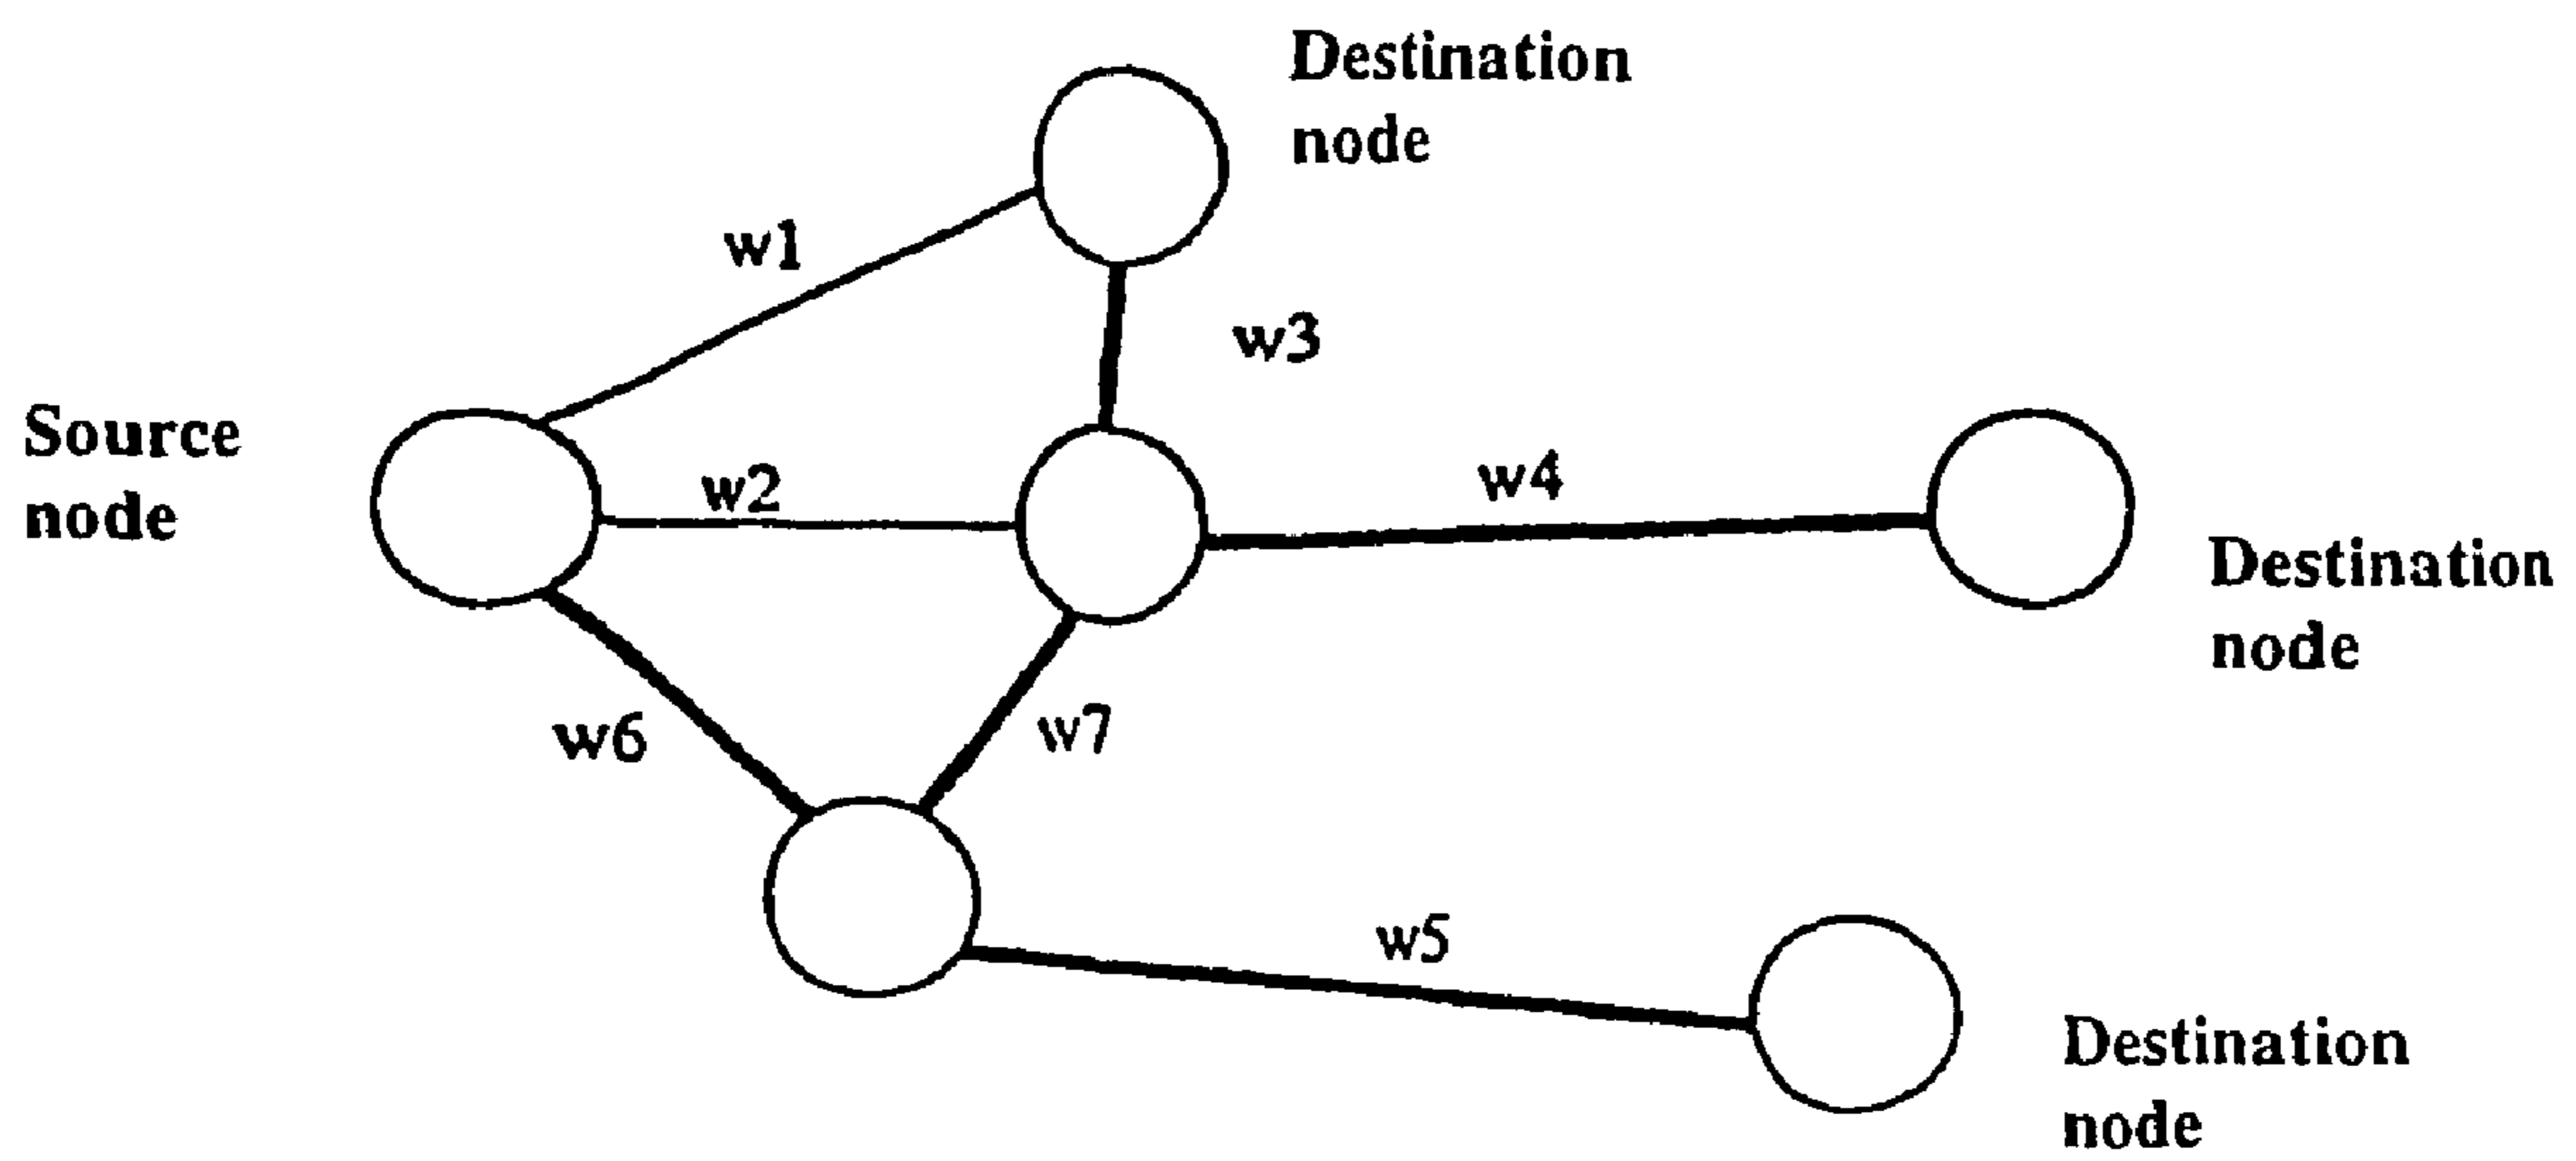 Destination
node
w1
w3
Source
node
w2
w4
Destination
node
w6
w7
w5
Destination
node